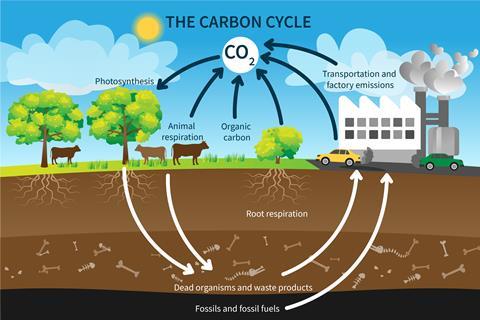 THE CARBON CYCLE
CO2
Photosynthesis
Transportation and
factory emissions
Animal
respiration
Organic
carbon
Root respiration
Dead organisms and waste products
Fossils and fossil fuels